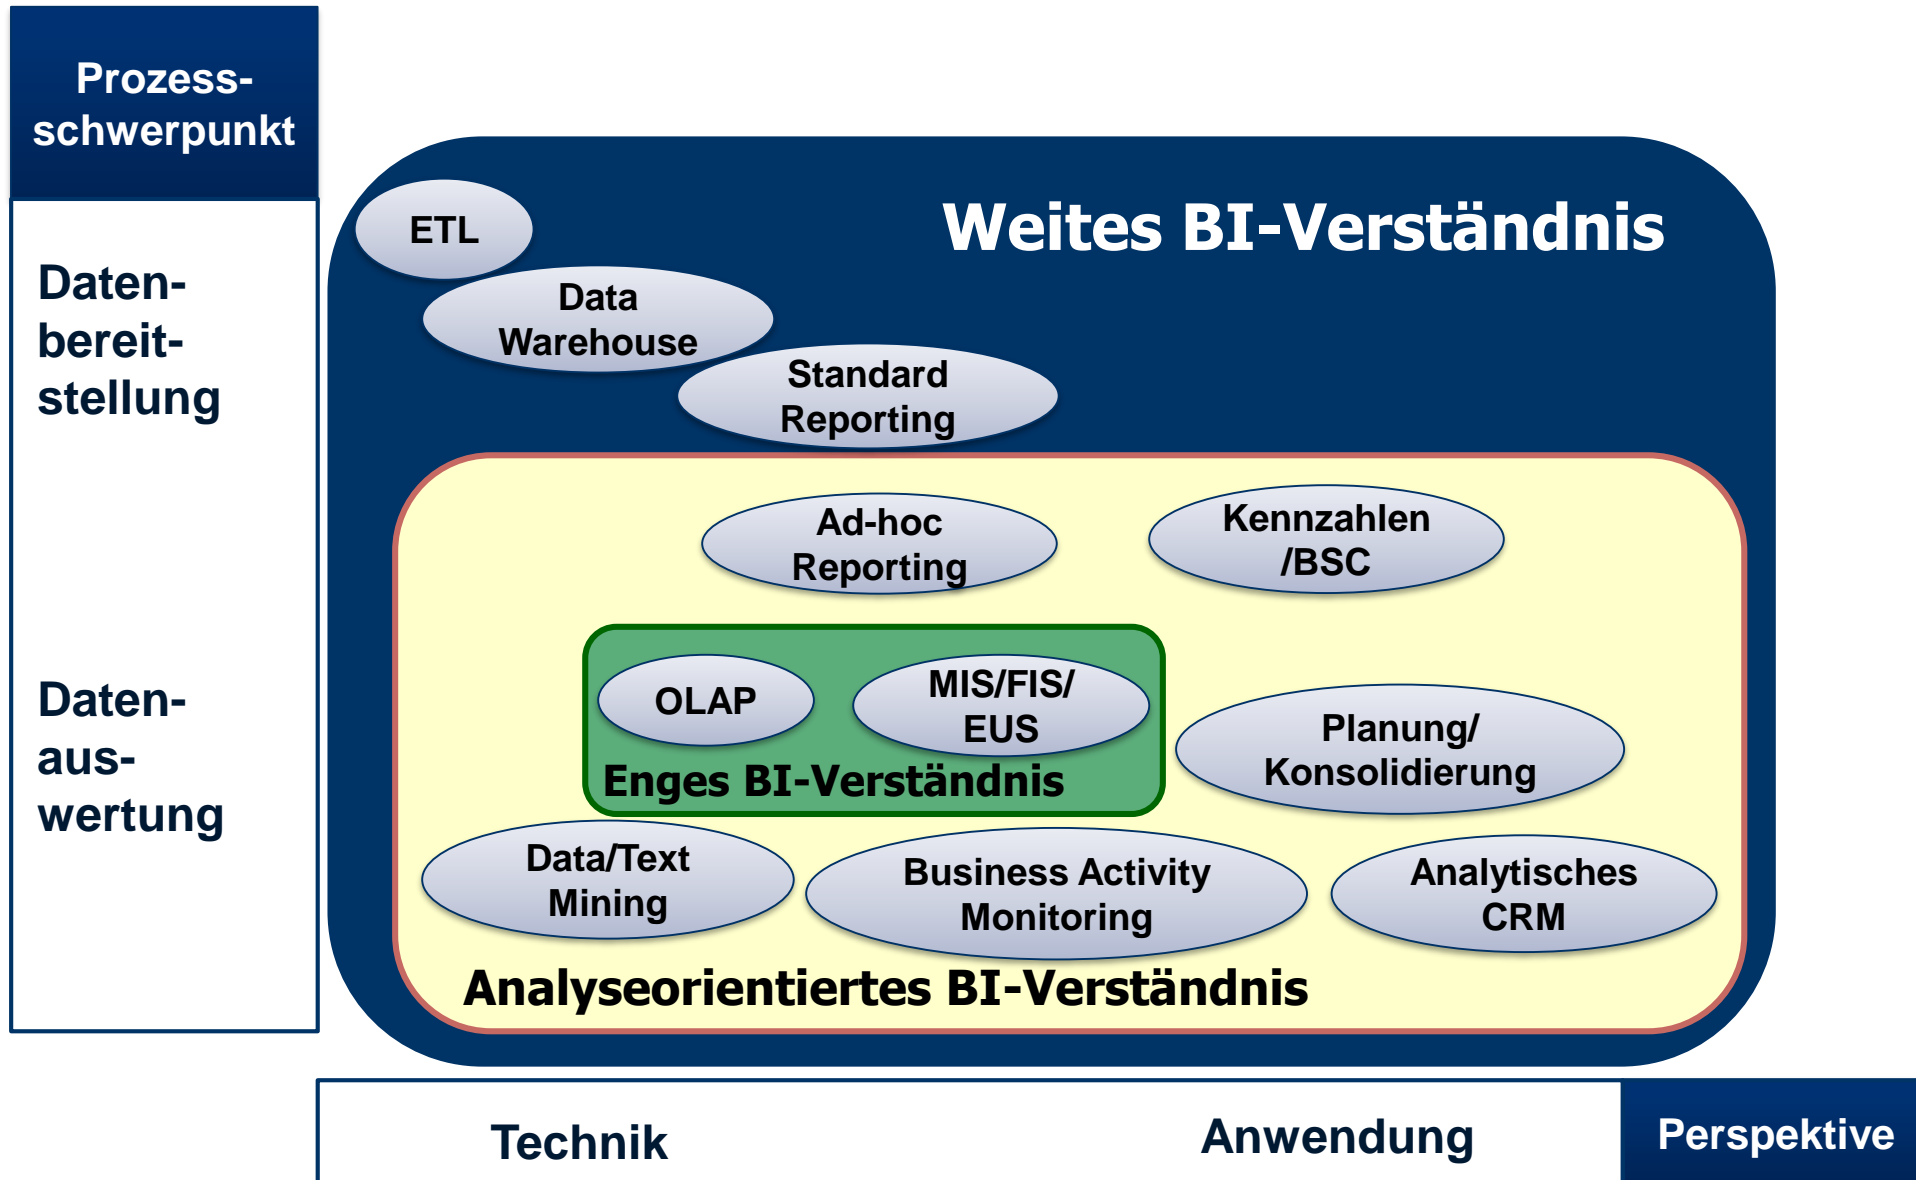 Prozess-
schwerpunkt
Daten-
bereit-
stellung
Daten-
aus-
wertung
Weites BI-Verständnis
ETL
Data
Warehouse
Standard
Reporting
Ad-hoc
Reporting
Kennzahlen
/BSC
OLAP
MIS/FIS/
EUS
Enges BI-Verständnis
Planung/
Konsolidierung
Data/Text
Mining
Business Activity
Monitoring
Analytisches
CRM
Analyseorientiertes BI-Verständnis
Technik
Anwendung
Perspektive